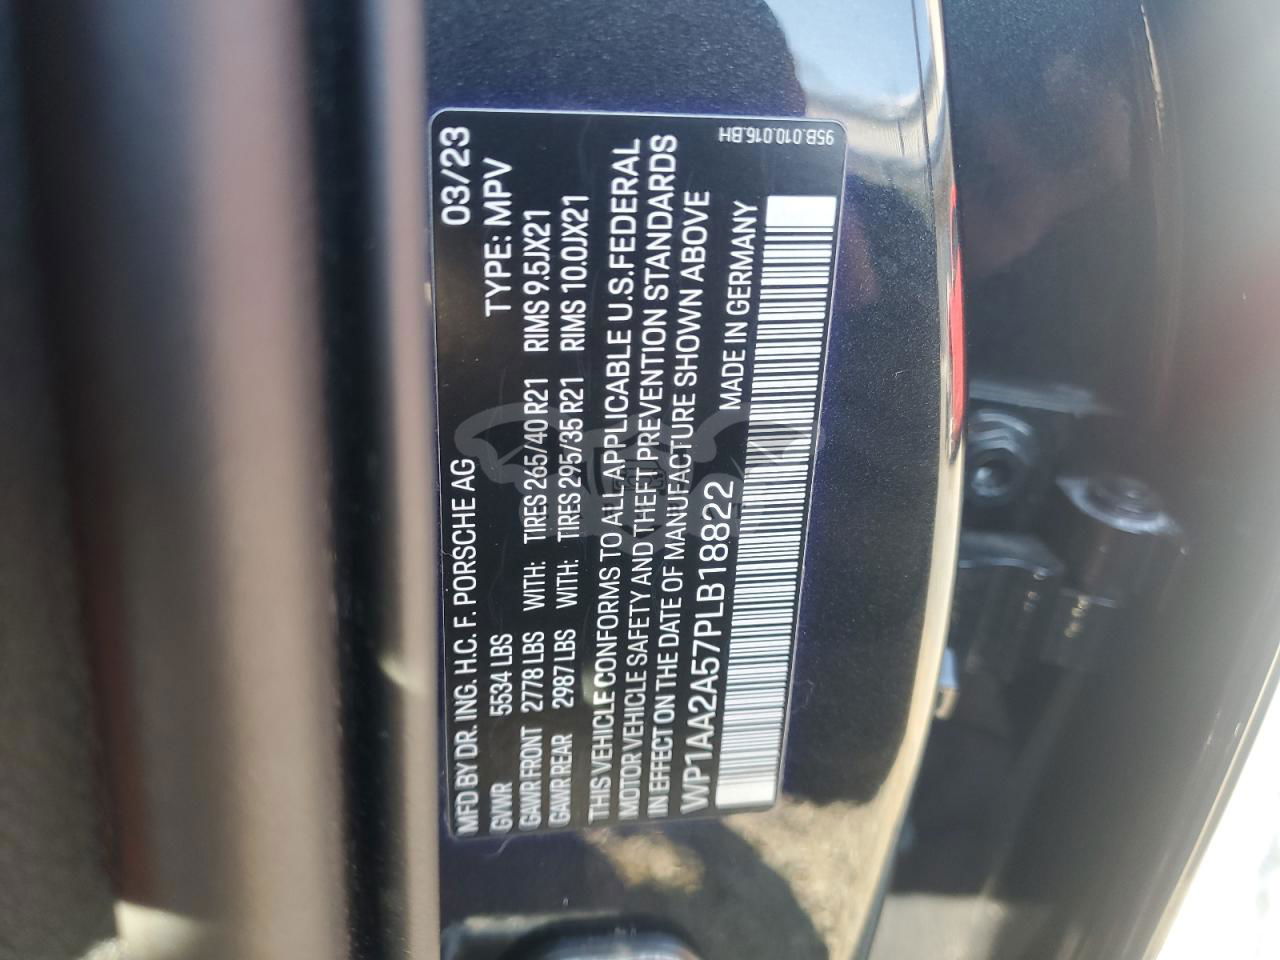 MFD BY DR. ING. H.C. F. PORSCHE AG 03/23
GVWR 5534 LBS TYPE: MPV
GAWR FRONT 2778 LBS WITH: TIRES 265/40 R21 RIMS 9.5JX21
GAWR REAR 2987 LBS WITH: TIRES 295/35 R21 RIMS 10.0JX21
THIS VEHICLE CONFORMS TO ALL APPLICABLE U.S.FEDERAL
MOTOR VEHICLE SAFETY AND THEFT PREVENTION STANDARDS
IN EFFECT ON THE DATE OF MANUFACTURE SHOWN ABOVE
WP1AA2A57PLB18822 MADE IN GERMANY
95B.010.016.BH